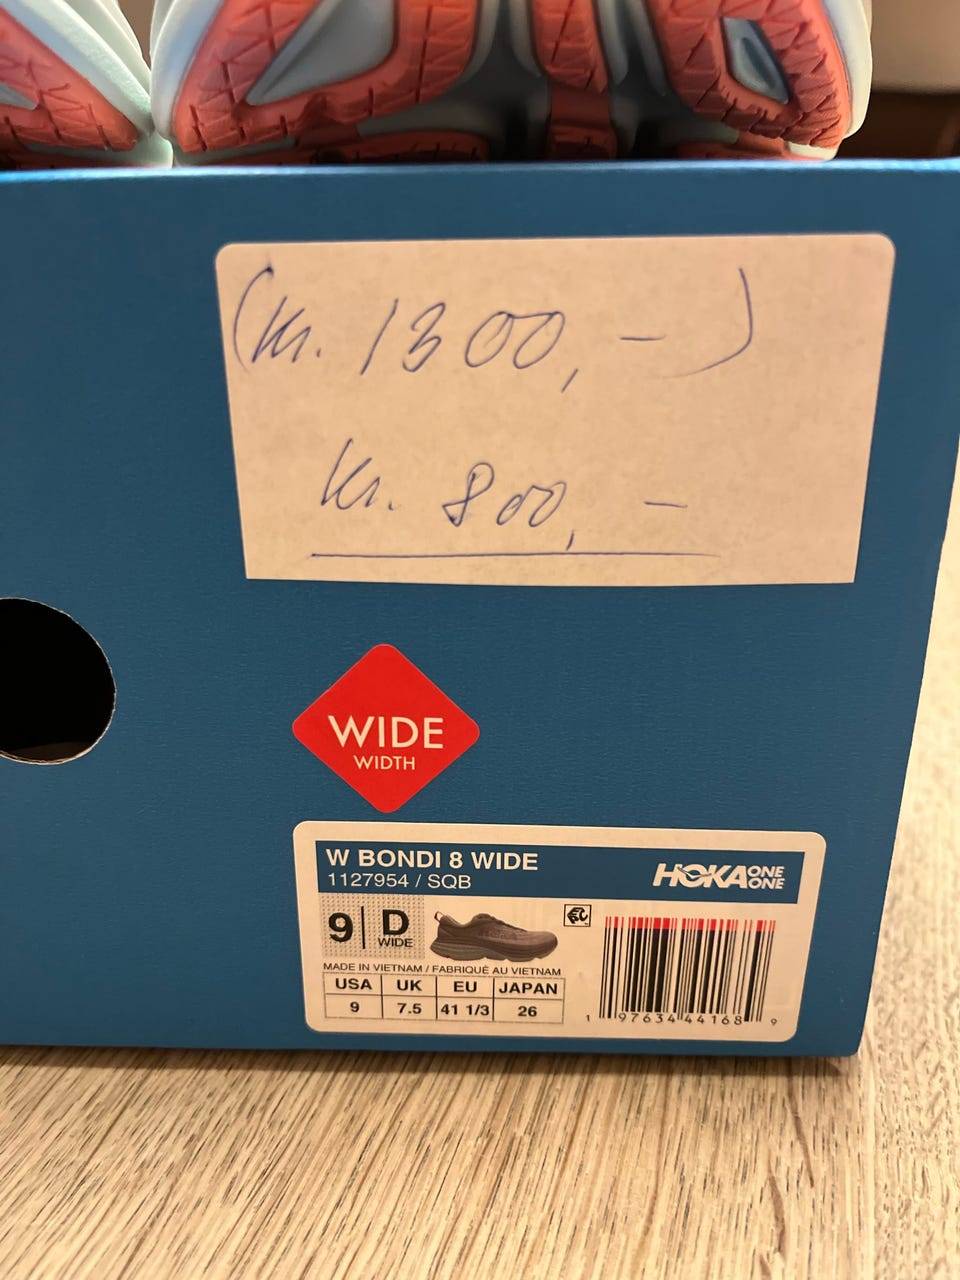 (Kr. 1300,-)
Kr. 800,-
WIDE
WIDTH
W BONDI 8 WIDE
1127954 / SQB
HOKA ONE ONE
9 | D WIDE
MADE IN VIETNAM / FABRIQUÉ AU VIETNAM
USA UK EU JAPAN
9 7.5 41 1/3 26
1 97634 44168 9